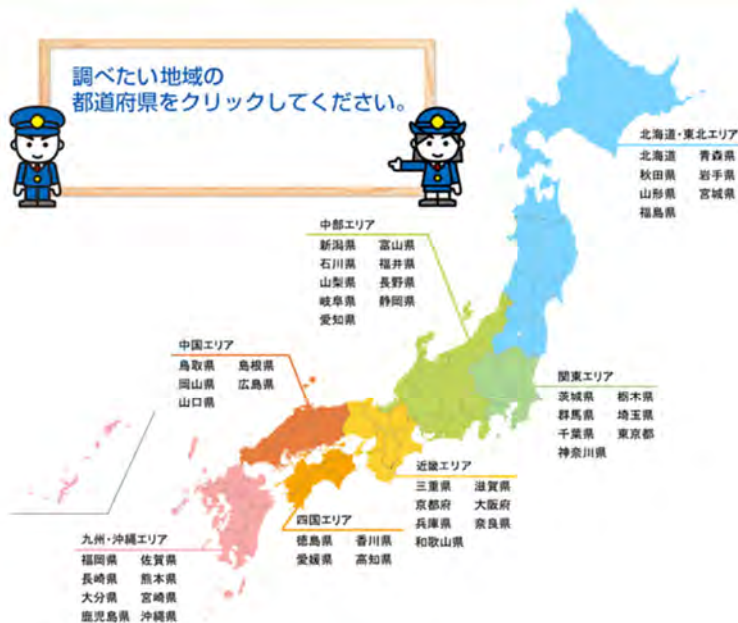 調べたい地域の
都道府県をクリックしてください。
北海道・東北エリア
北海道 青森県
秋田県 岩手県
山形県 宮城県
福島県
中部エリア
新潟県 富山県
石川県 福井県
山梨県 長野県
岐阜県 静岡県
愛知県
中国エリア
鳥取県 島根県
岡山県 広島県
山口県
関東エリア
茨城県 栃木県
群馬県 埼玉県
千葉県 東京都
神奈川県
近畿エリア
三重県 滋賀県
京都府 大阪府
兵庫県 奈良県
和歌山県
四国エリア
徳島県 香川県
愛媛県 高知県
九州・沖縄エリア
福岡県 佐賀県
長崎県 熊本県
大分県 宮崎県
鹿児島県 沖縄県